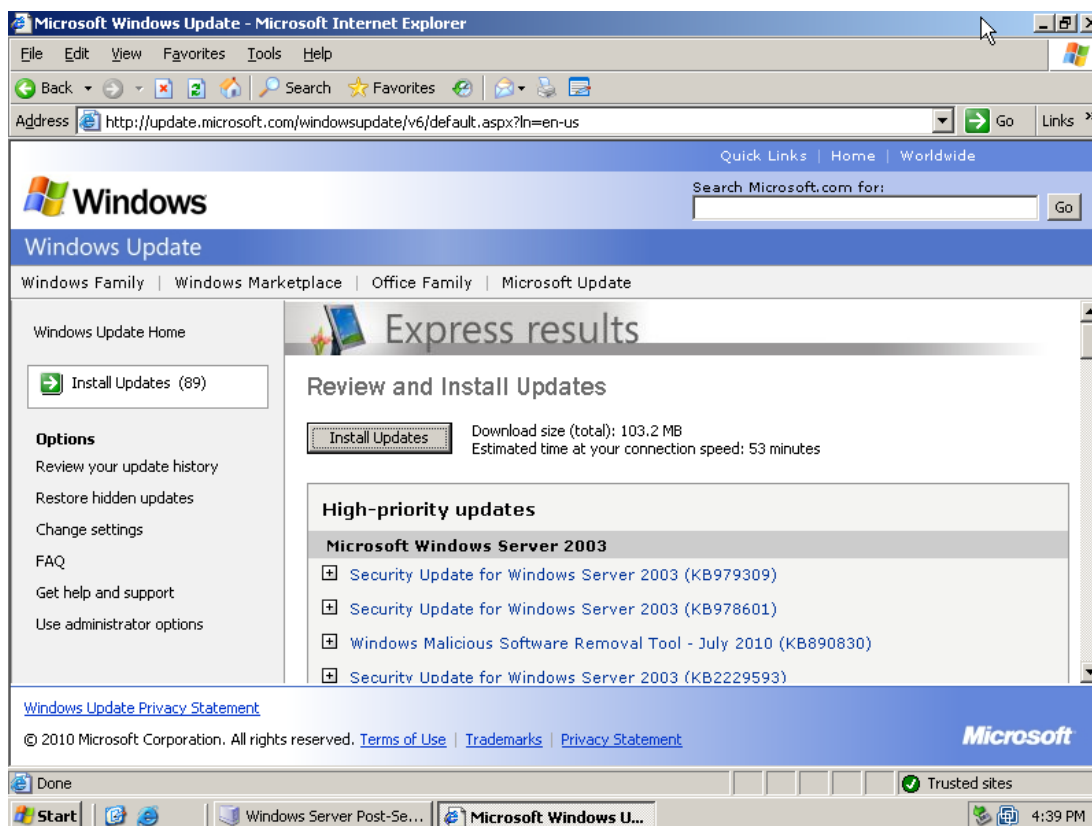 Microsoft Windows Update - Microsoft Internet Explorer
File Edit View Favorites Tools Help
Back Search Favorites
Address http://update.microsoft.com/windowsupdate/v6/default.aspx?ln=en-us Go Links »
Quick Links | Home | Worldwide
Search Microsoft.com for:
Windows
Go
Windows Update
Windows Family | Windows Marketplace | Office Family | Microsoft Update
Windows Update Home
Install Updates (89)
Options
Review your update history
Restore hidden updates
Change settings
FAQ
Get help and support
Use administrator options
Express results
Review and Install Updates
Install Updates
Download size (total): 103.2 MB
Estimated time at your connection speed: 53 minutes
High-priority updates
Microsoft Windows Server 2003
Security Update for Windows Server 2003 (KB979309)
Security Update for Windows Server 2003 (KB978601)
Windows Malicious Software Removal Tool - July 2010 (KB890830)
Security Update for Windows Server 2003 (KB2229593)
Windows Update Privacy Statement
© 2010 Microsoft Corporation. All rights reserved. Terms of Use | Trademarks | Privacy Statement
Microsoft
Done Trusted sites
Start Windows Server Post-Se... Microsoft Windows U... 4:39 PM